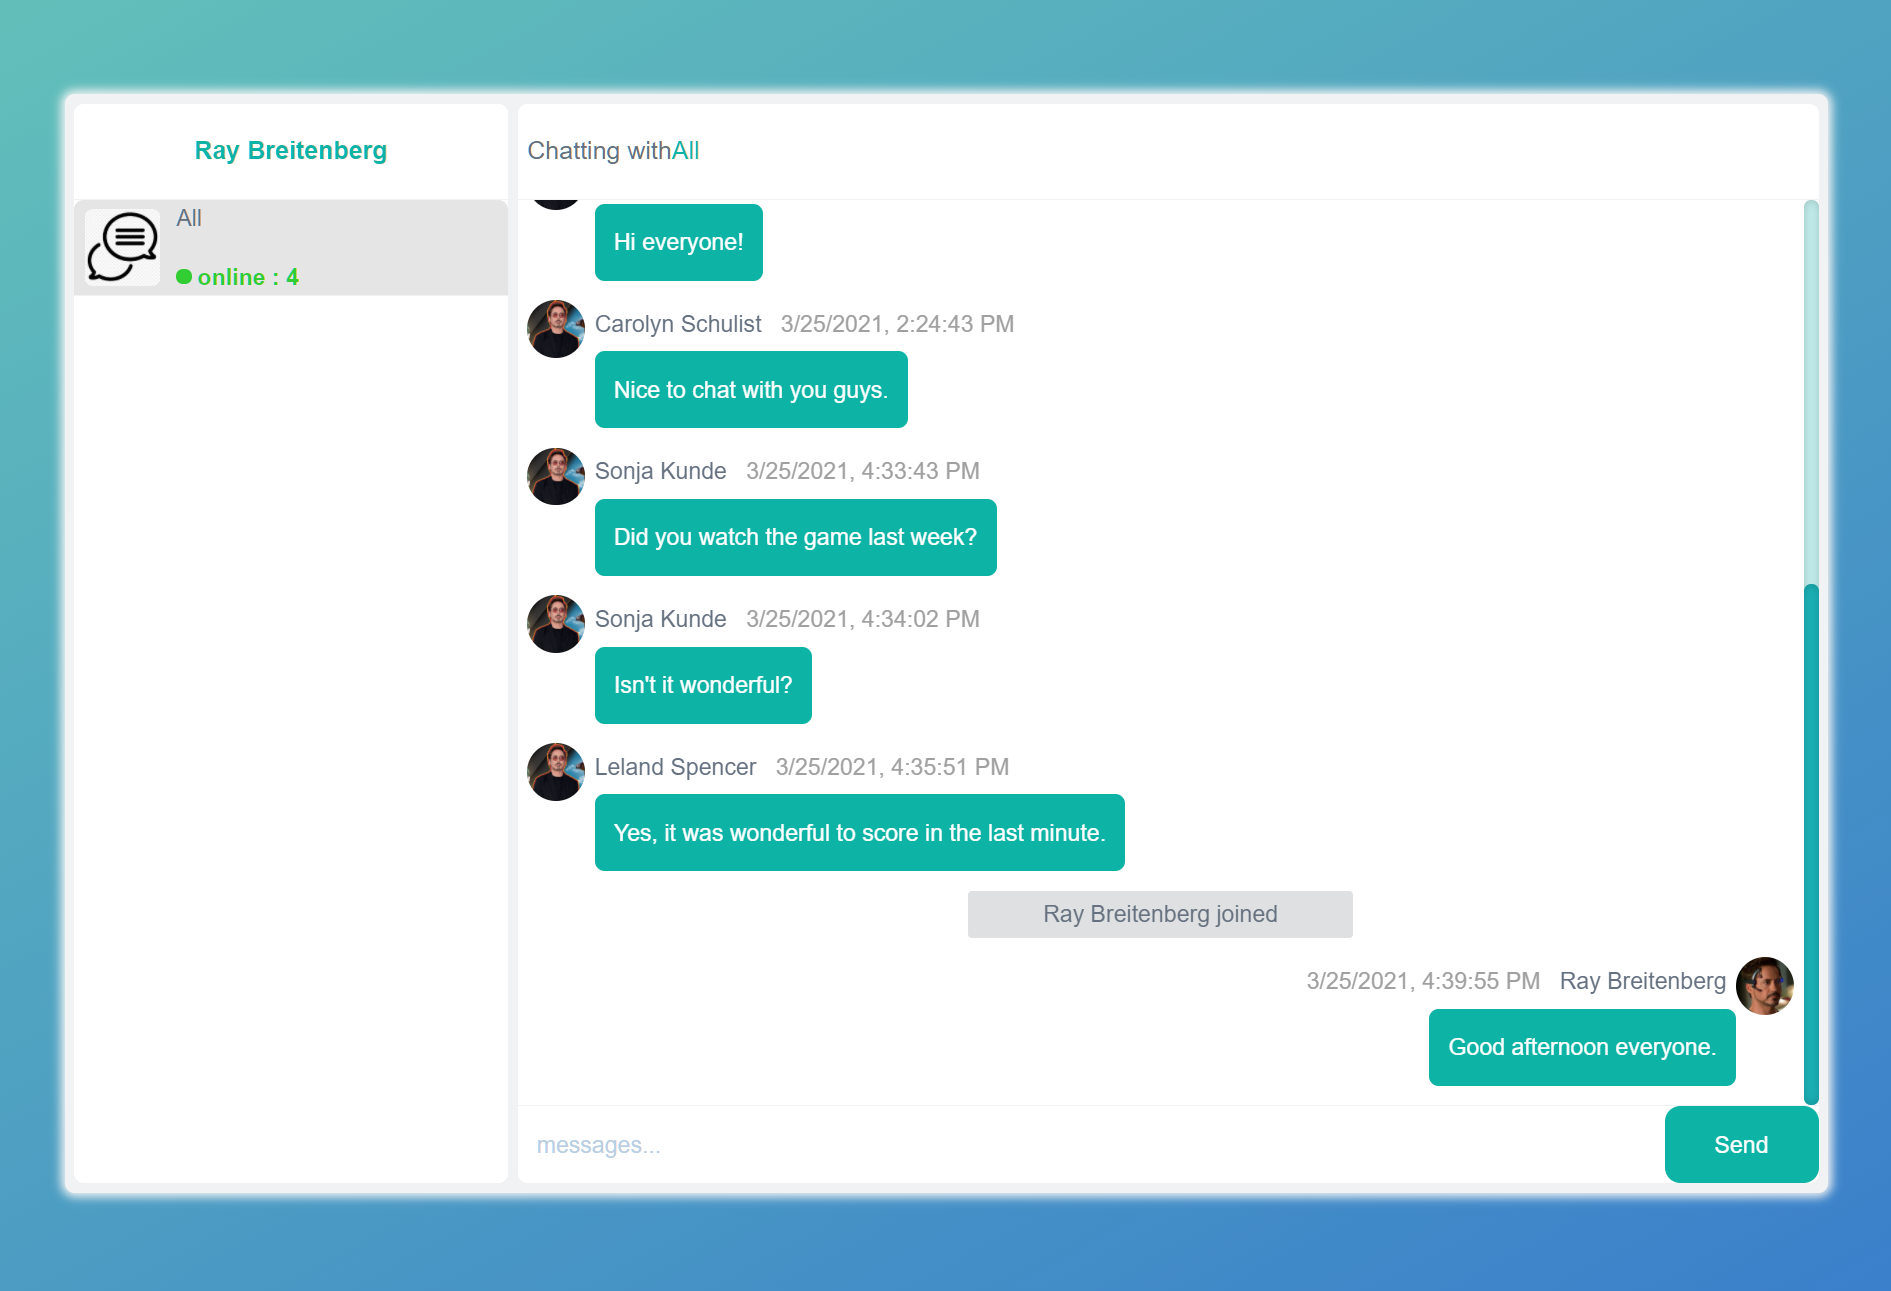 Ray Breitenberg
All
online : 4
Chatting withAll
Hi everyone!
Carolyn Schulist 3/25/2021, 2:24:43 PM
Nice to chat with you guys.
Sonja Kunde 3/25/2021, 4:33:43 PM
Did you watch the game last week?
Sonja Kunde 3/25/2021, 4:34:02 PM
Isn't it wonderful?
Leland Spencer 3/25/2021, 4:35:51 PM
Yes, it was wonderful to score in the last minute.
Ray Breitenberg joined
3/25/2021, 4:39:55 PM Ray Breitenberg
Good afternoon everyone.
messages...
Send